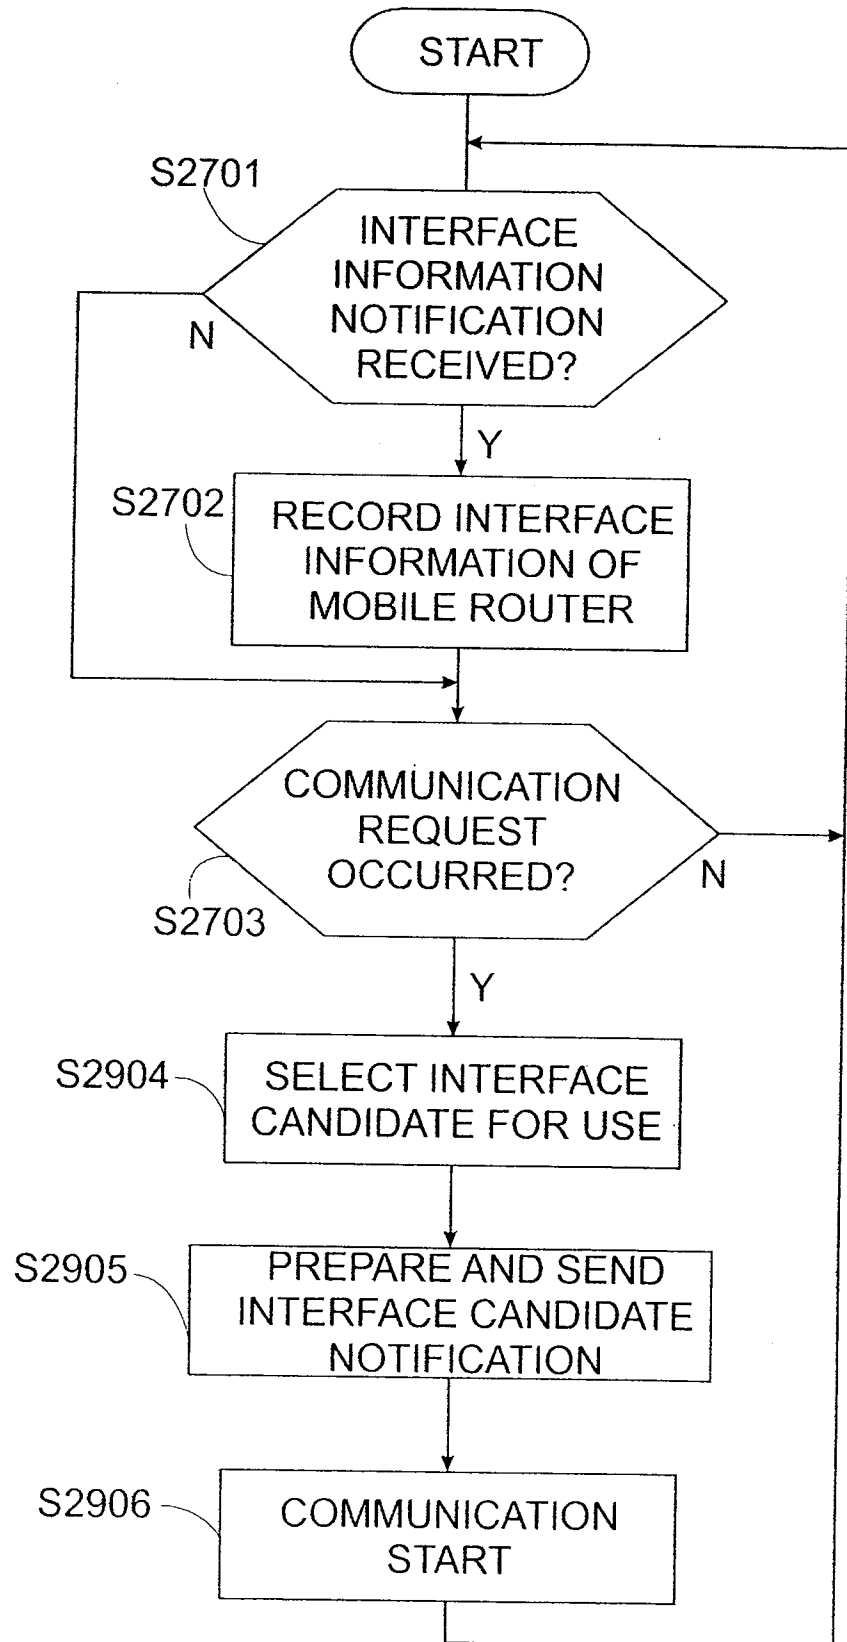 START
S2701
INTERFACE
INFORMATION
NOTIFICATION
RECEIVED?
N
Y
S2702
RECORD INTERFACE
INFORMATION OF
MOBILE ROUTER
COMMUNICATION
REQUEST
OCCURRED?
N
S2703
Y
S2904
SELECT INTERFACE
CANDIDATE FOR USE
S2905
PREPARE AND SEND
INTERFACE CANDIDATE
NOTIFICATION
S2906
COMMUNICATION
START